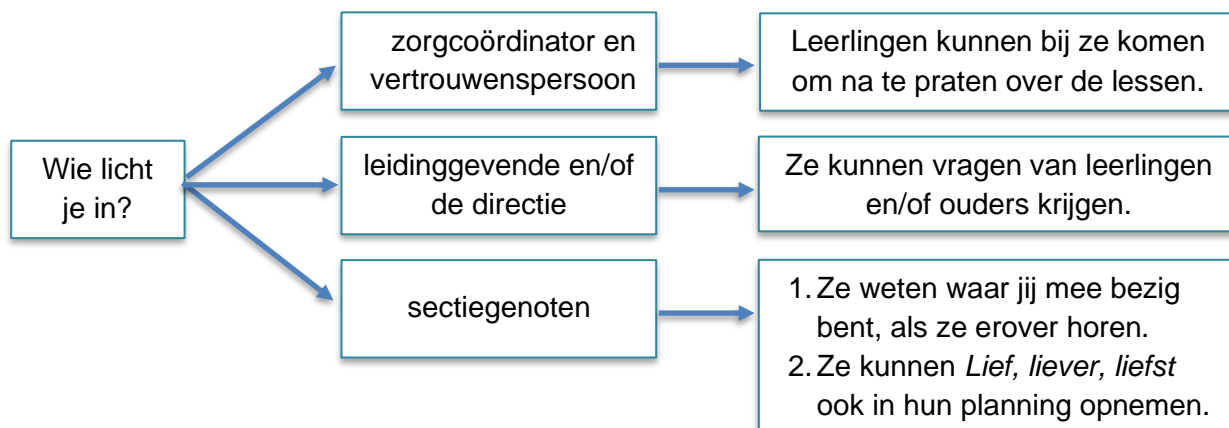 Wie licht
je in?
zorgcoördinator en
vertrouwenspersoon
Leerlingen kunnen bij ze komen
om na te praten over de lessen.
leidinggevende en/of
de directie
Ze kunnen vragen van leerlingen
en/of ouders krijgen.
sectiegenoten
1. Ze weten waar jij mee bezig
bent, als ze erover horen.
2. Ze kunnen Lief, liever, liefst
ook in hun planning opnemen.